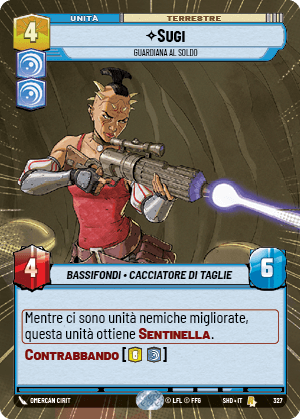 4
UNITÀ
TERRESTRE
✧SUGI
GUARDIANA AL SOLDO
4
6
BASSIFONDI • CACCIATORE DI TAGLIE
Mentre ci sono unità nemiche migliorate,
questa unità ottiene SENTINELLA.
CONTRABBANDO [6 ]
OMERCAN CIRIT
© LFL © FFG
SHD • IT
327